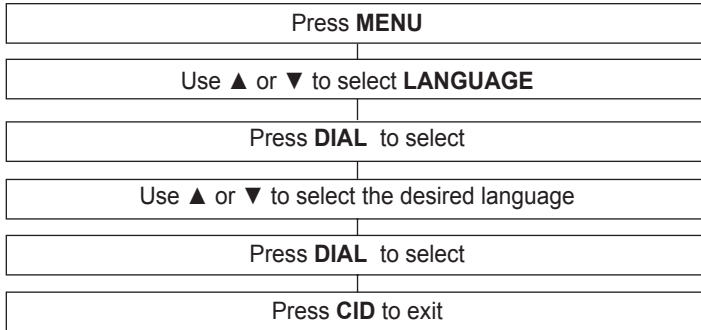 Press MENU
Use ▲ or ▼ to select LANGUAGE
Press DIAL to select
Use ▲ or ▼ to select the desired language
Press DIAL to select
Press CID to exit